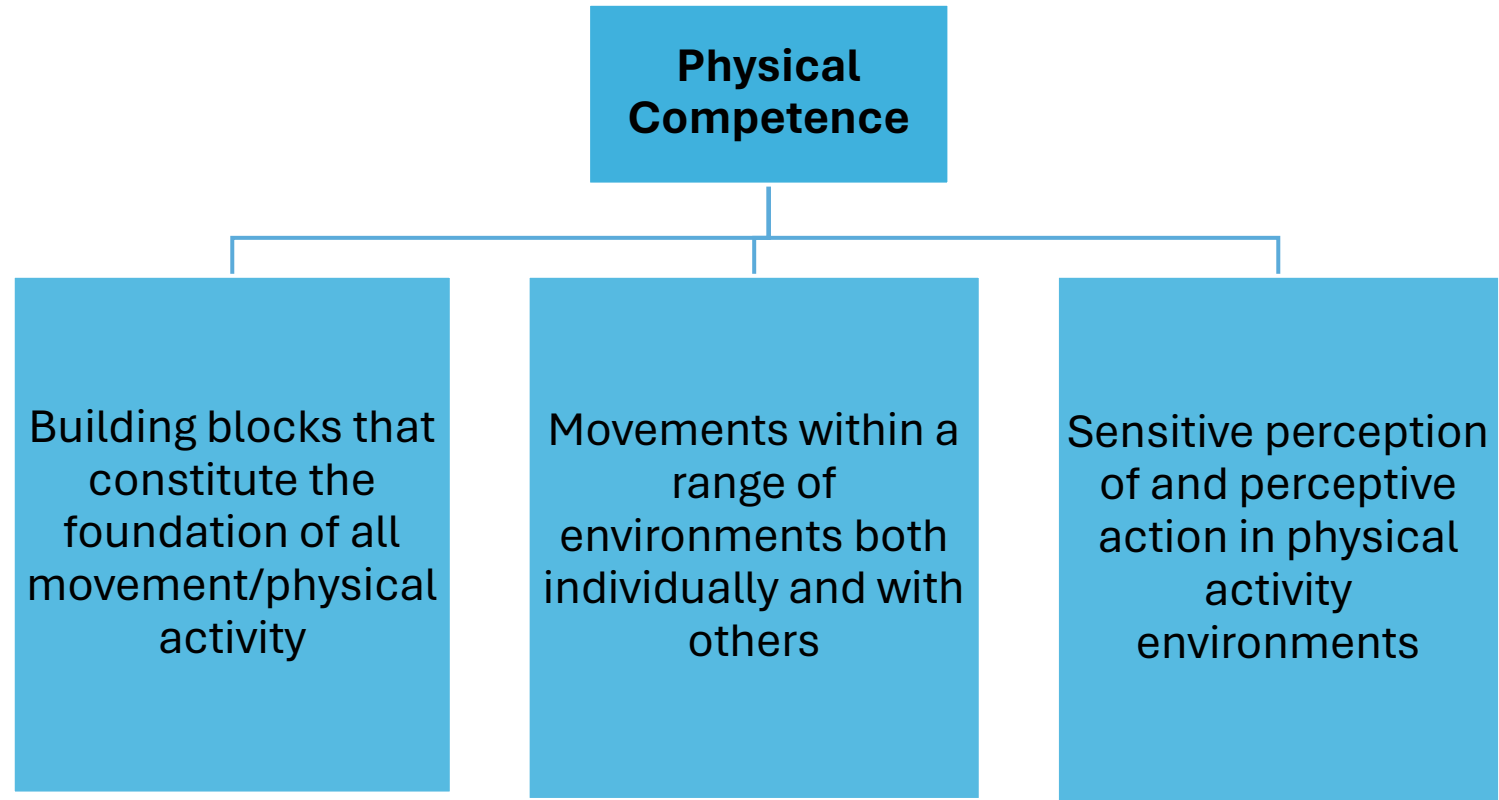 Physical
Competence
Building blocks that
constitute the
foundation of all
movement/physical
activity
Movements within a
range of
environments both
individually and with
others
Sensitive perception
of and perceptive
action in physical
activity
environments